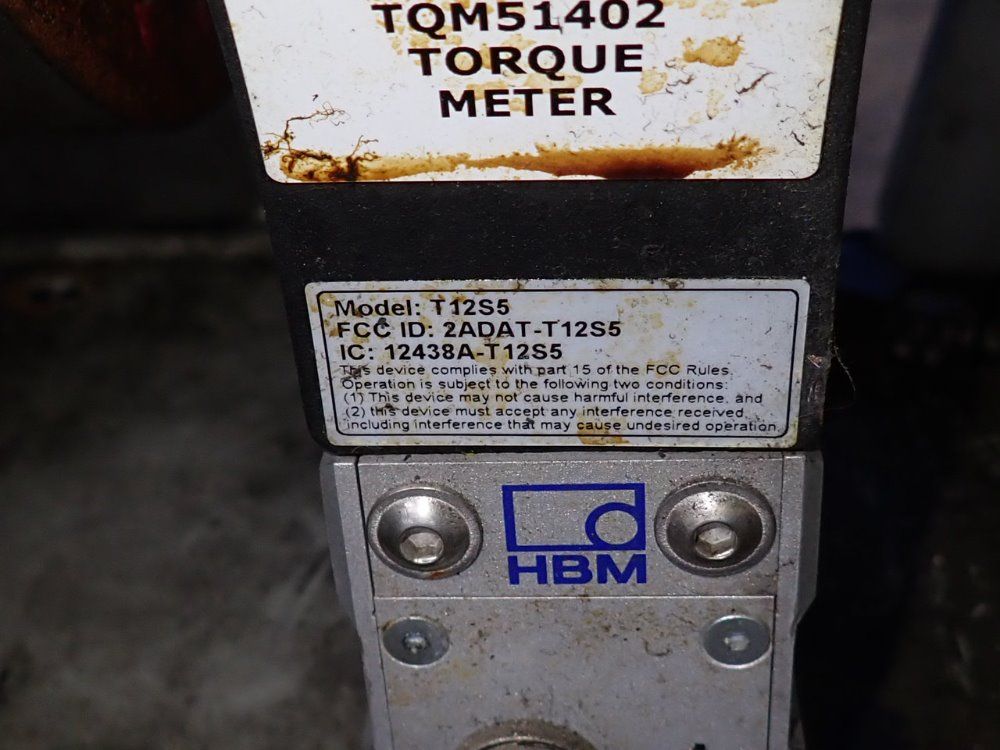 TQM51402
TORQUE
METER
Model: T12S5
FCC ID: 2ADAT-T12S5
IC: 12438A-T12S5
This device complies with part 15 of the FCC Rules.
Operation is subject to the following two conditions:
(1) This device may not cause harmful interference, and
(2) this device must accept any interference received,
including interference that may cause undesired operation.
HBM